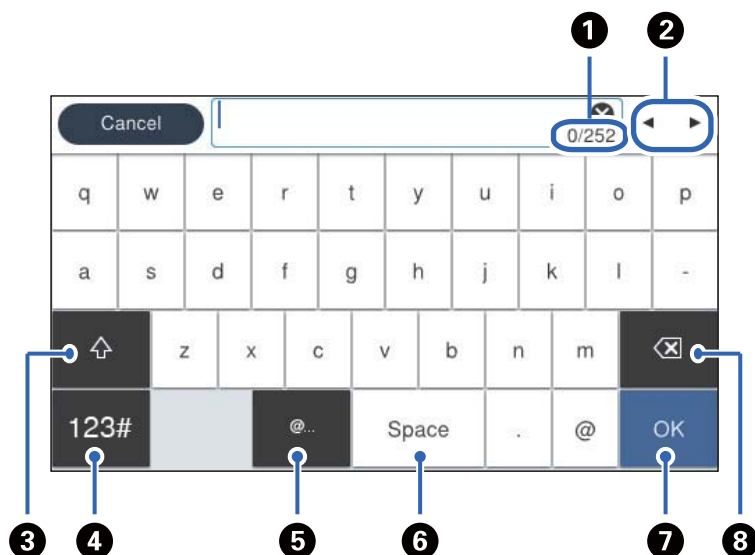 1 2
Cancel
0/252
q w e r t y u i o p
a s d f g h j k l -
z x c v b n m
123# @... Space . @ OK
3 4 5 6 7 8